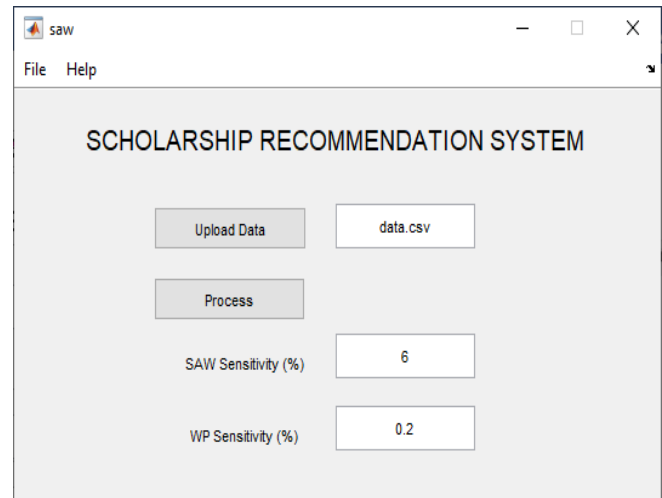 saw
File Help
SCHOLARSHIP RECOMMENDATION SYSTEM
Upload Data data.csv
Process
SAW Sensitivity (%) 6
WP Sensitivity (%) 0.2